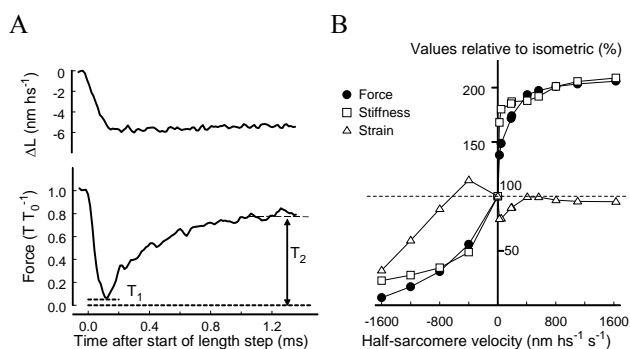 A
B
Values relative to isometric (%)
0
-2
-4
-6
ΔL (nm hs⁻¹)
Force
Stiffness
Strain
200
150
100
50
1.0
0.8
0.6
0.4
0.2
0.0
Force (T T₀⁻¹)
T₁
T₂
0.0 0.4 0.8 1.2
Time after start of length step (ms)
-1600 -800 0 800 1600
Half-sarcomere velocity (nm hs⁻¹ s⁻¹)